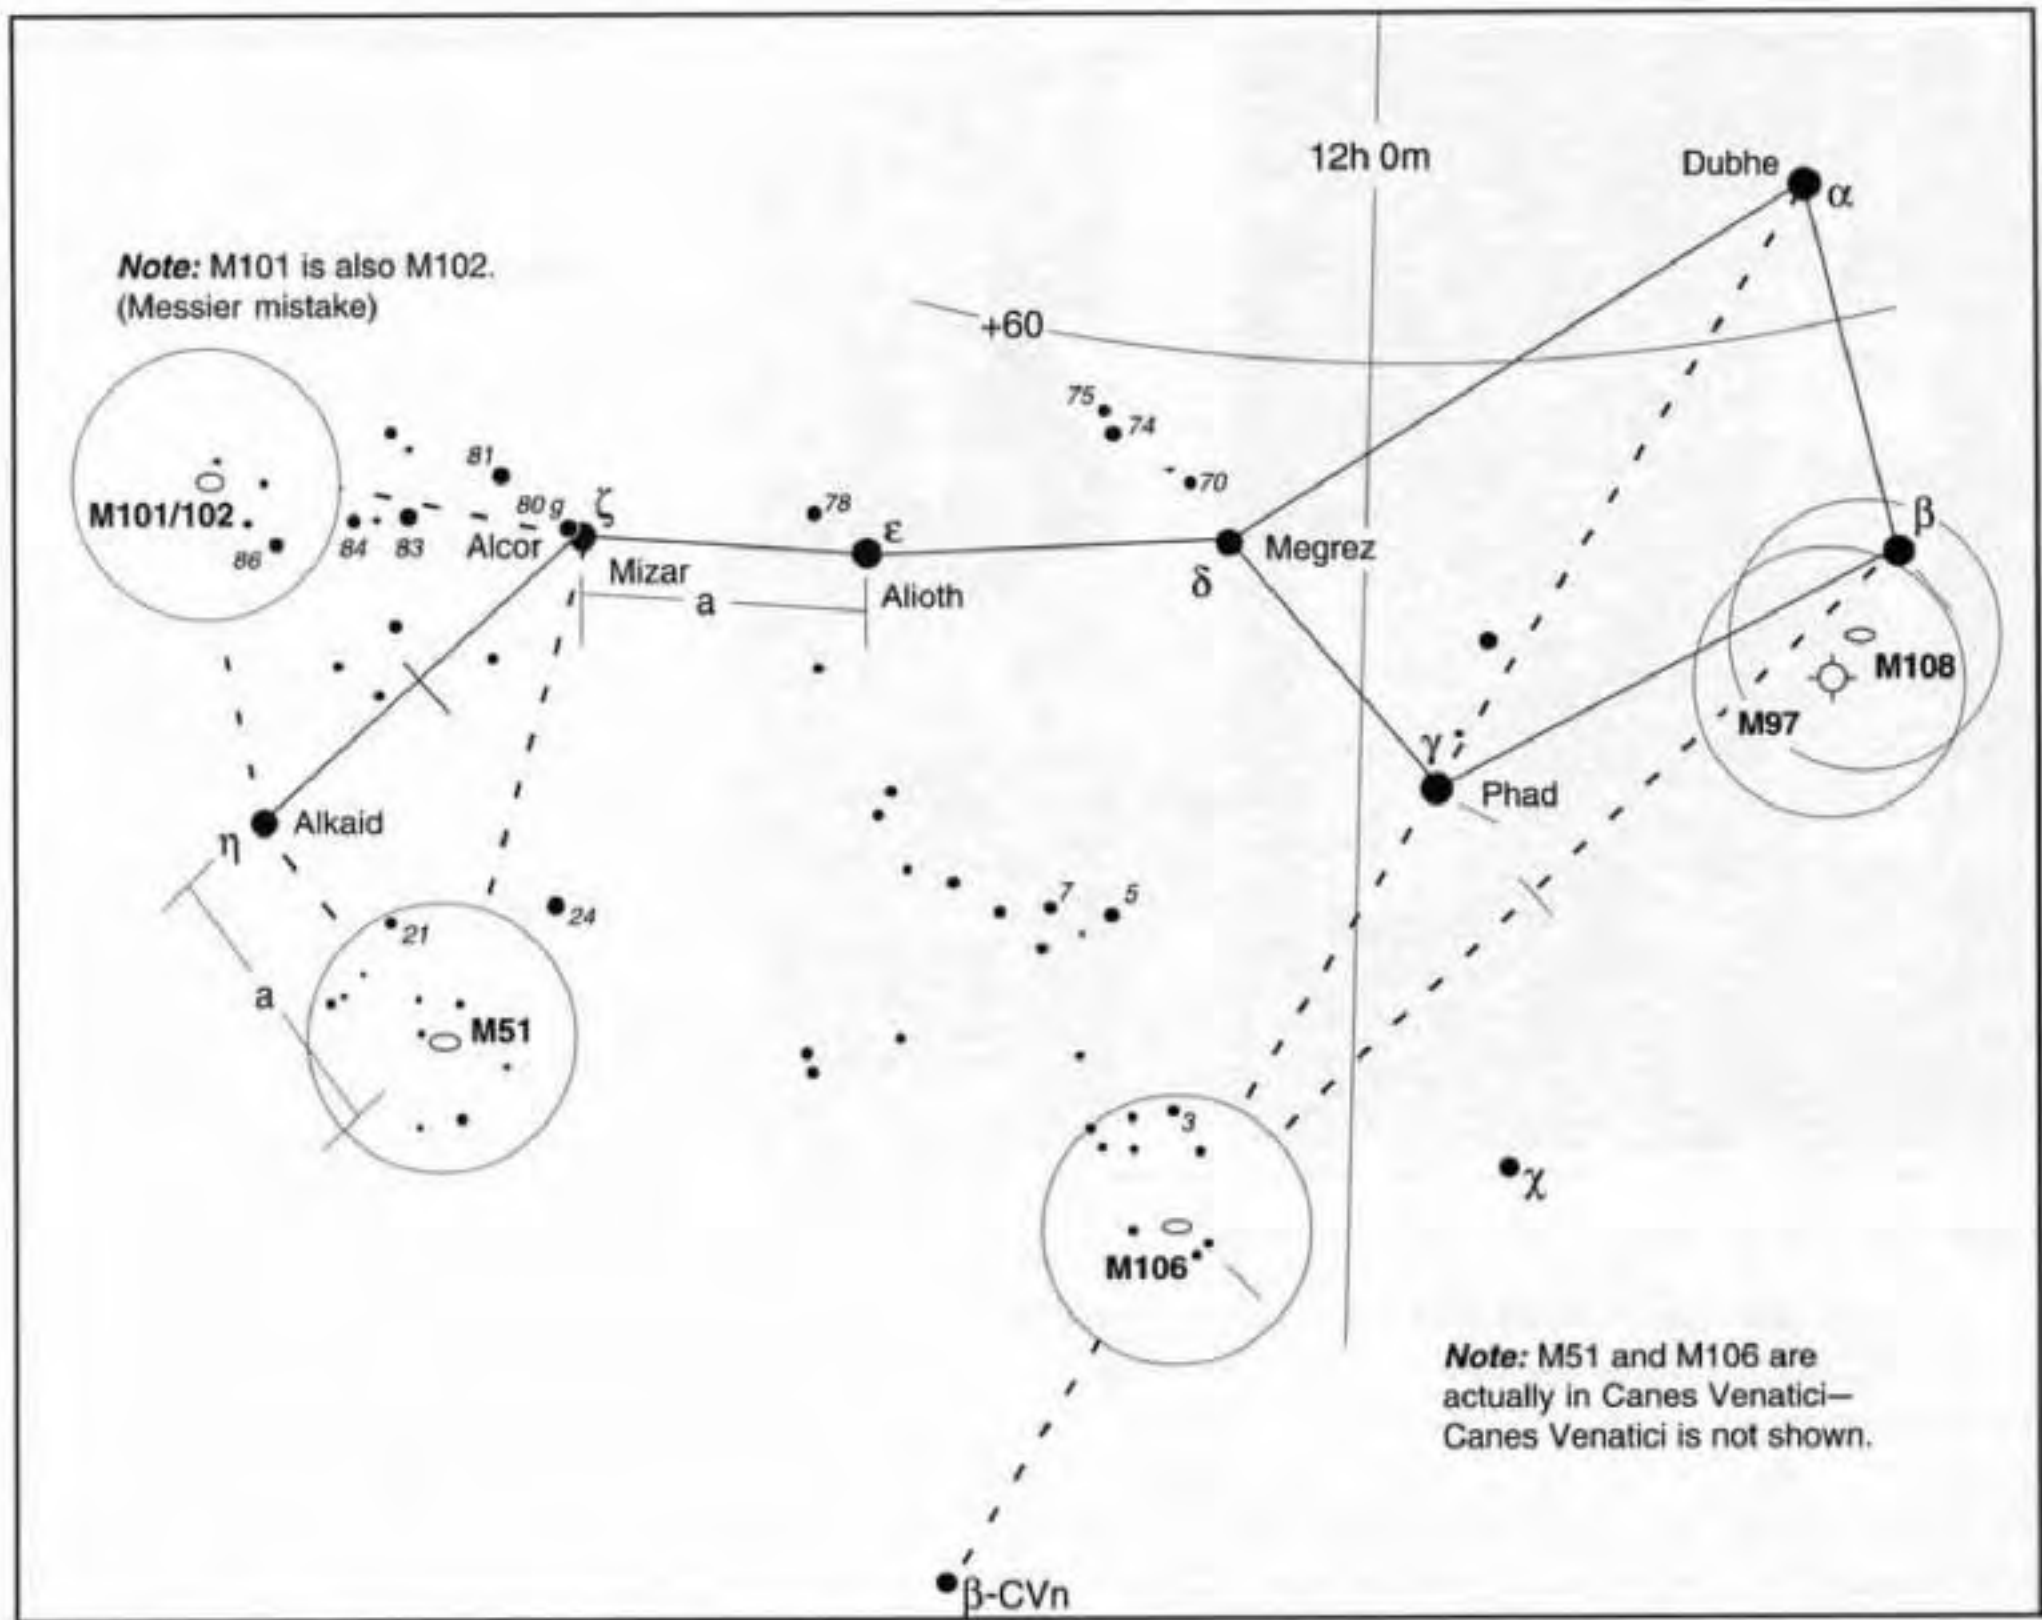 12h 0m
Dubhe
α
Note: M101 is also M102.
(Messier mistake)
+60
75
74
81
70
80 g
ζ
78
ε
β
M101/102
84
83
86
Alcor
Mizar
Megrez
δ
a
Alioth
M108
M97
γ
Phad
η
Alkaid
7
5
24
21
a
M51
3
χ
M106
Note: M51 and M106 are
actually in Canes Venatici—
Canes Venatici is not shown.
β-CVn